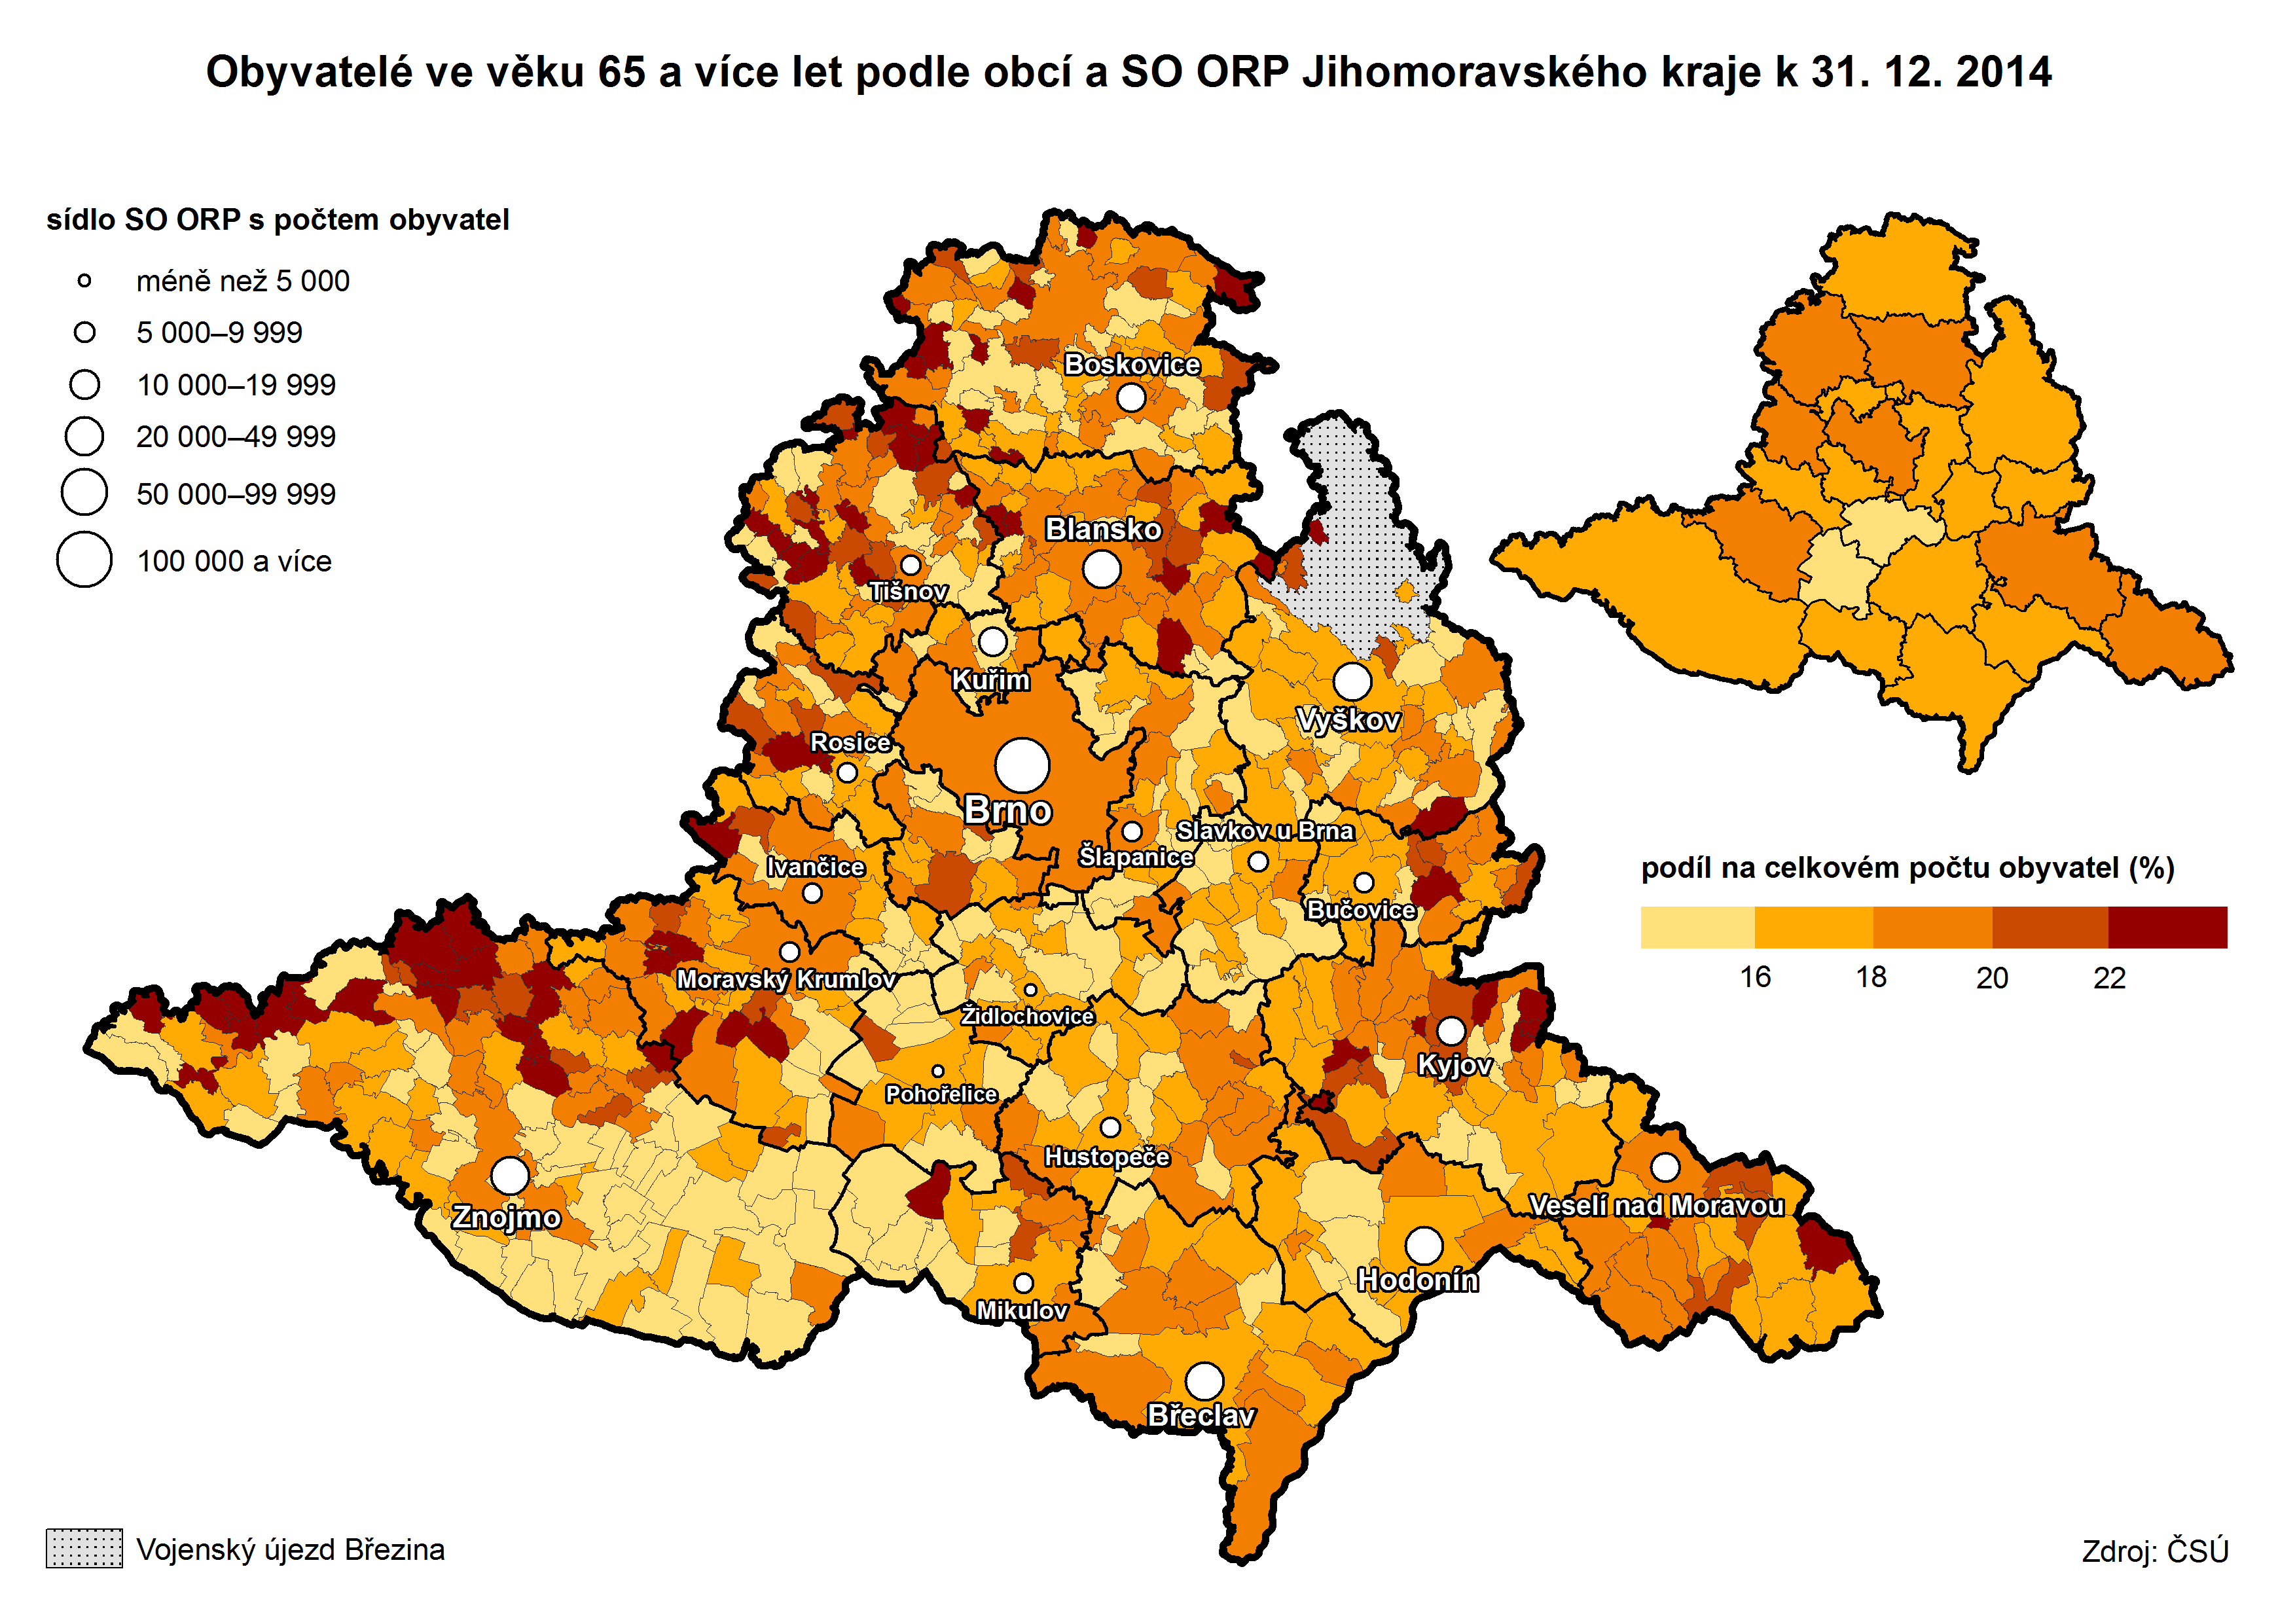 Obyvatelé ve věku 65 a více let podle obcí a SO ORP Jihomoravského kraje k 31. 12. 2014
sídlo SO ORP s počtem obyvatel
méně než 5 000
5 000–9 999
10 000–19 999
20 000–49 999
50 000–99 999
100 000 a více
Boskovice
Blansko
Tišnov
Kuřim
Vyškov
Rosice
Brno
Slavkov u Brna
Šlapanice
Ivančice
Bučovice
Moravský Krumlov
Židlochovice
Kyjov
Pohořelice
Hustopeče
Veselí nad Moravou
Znojmo
Hodonín
Mikulov
Břeclav
podíl na celkovém počtu obyvatel (%)
16 18 20 22
Vojenský újezd Březina
Zdroj: ČSÚ